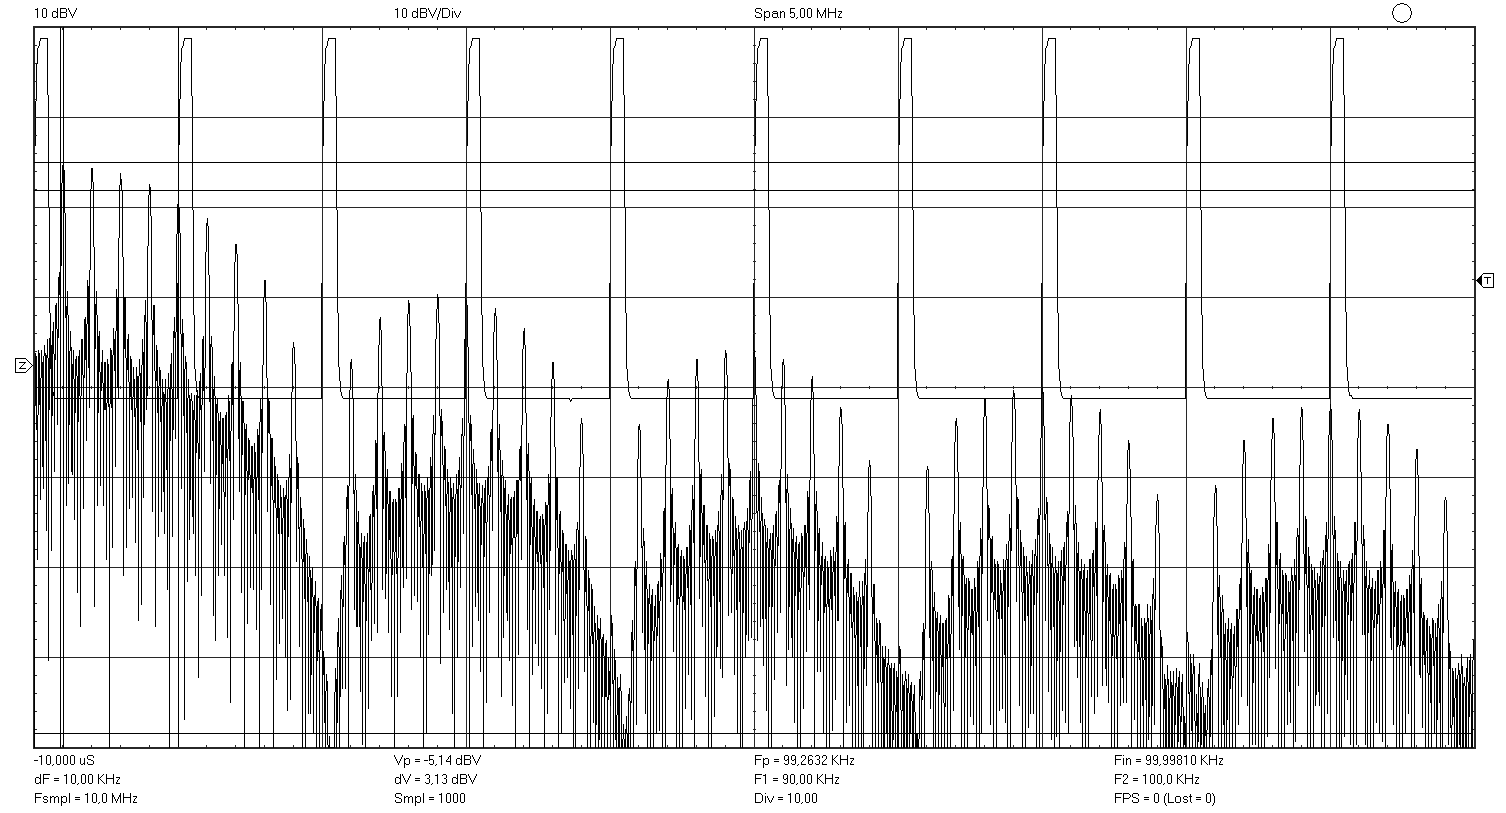 10 dBV 10 dBV/Div Span 5,00 MHz
T
Z
-10,000 uS Vp = -5,14 dBV Fp = 99,2632 KHz Fin = 99,99810 KHz
dF = 10,00 KHz dV = 3,13 dBV F1 = 90,00 KHz F2 = 100,0 KHz
Fsmpl = 10,0 MHz Smpl = 1000 Div = 10,00 FPS = 0 (Lost = 0)